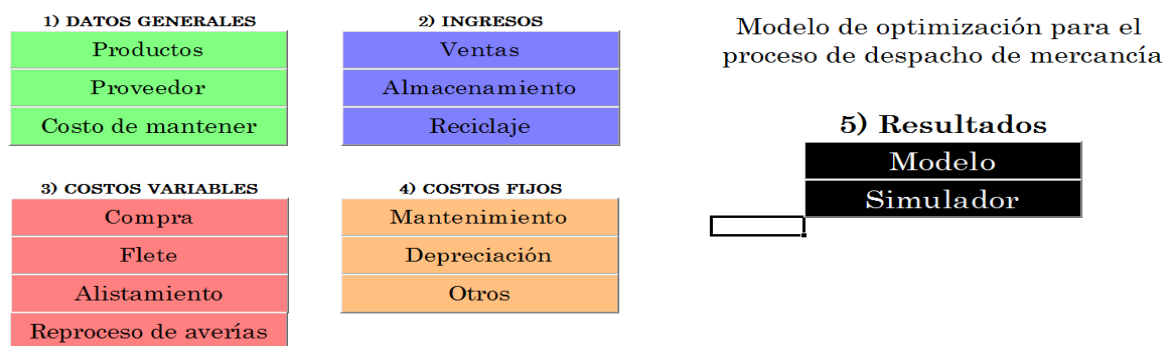 1) DATOS GENERALES
Productos
Proveedor
Costo de mantener
2) INGRESOS
Ventas
Almacenamiento
Reciclaje
Modelo de optimización para el
proceso de despacho de mercancía
3) COSTOS VARIABLES
Compra
Flete
Alistamiento
Reproceso de averías
4) COSTOS FIJOS
Mantenimiento
Depreciación
Otros
5) Resultados
Modelo
Simulador